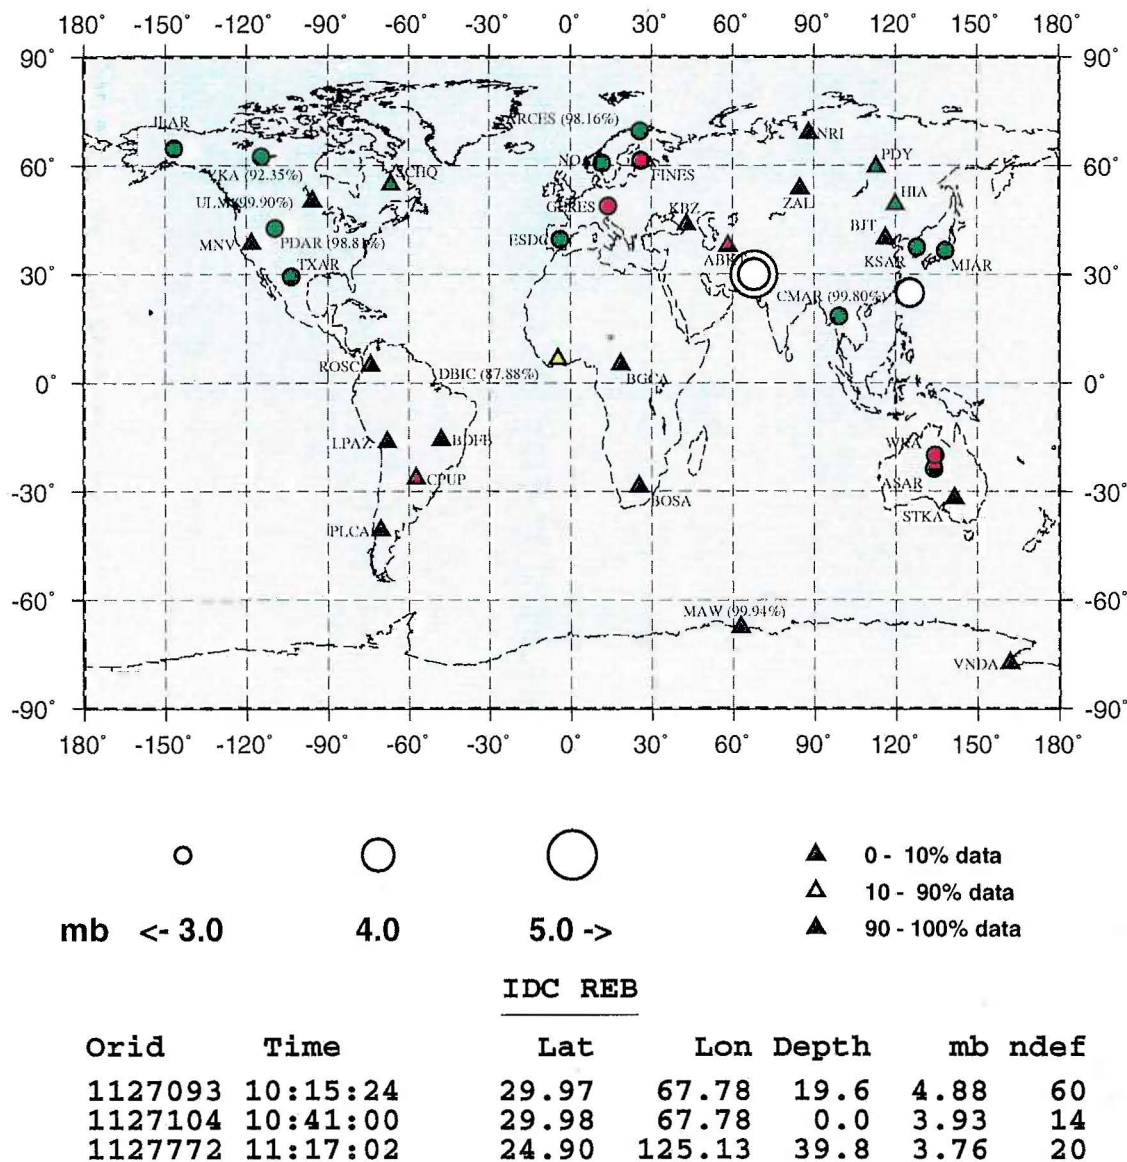 180˚ -150˚ -120˚ -90˚ -60˚ -30˚ 0˚ 30˚ 60˚ 90˚ 120˚ 150˚ 180˚
90˚ 90˚
ARCES (98.16%)
NRI
PDY
60˚ 60˚
YKA (92.35%)
SCHQ
FINES
ULM (99.90%)
KBZ
ZAL
HIA
MNV
PDAR (98.81%)
ESDC
BJT
TXAR
KSAR
MJAR
30˚ 30˚
CMAR (99.80%)
ROSC
DBIC (87.88%)
BGCA
0˚ 0˚
LPAZ
BDFB
WRA
CPUP
ASAR
-30˚ -30˚
BOSA
STKA
PLCA
-60˚ -60˚
MAW (99.94%)
VNDA
-90˚ -90˚
180˚ -150˚ -120˚ -90˚ -60˚ -30˚ 0˚ 30˚ 60˚ 90˚ 120˚ 150˚ 180˚
0 - 10% data
10 - 90% data
90 - 100% data
mb <- 3.0 4.0 5.0 ->
IDC REB
Orid Time Lat Lon Depth mb ndef
1127093 10:15:24 29.97 67.78 19.6 4.88 60
1127104 10:41:00 29.98 67.78 0.0 3.93 14
1127772 11:17:02 24.90 125.13 39.8 3.76 20